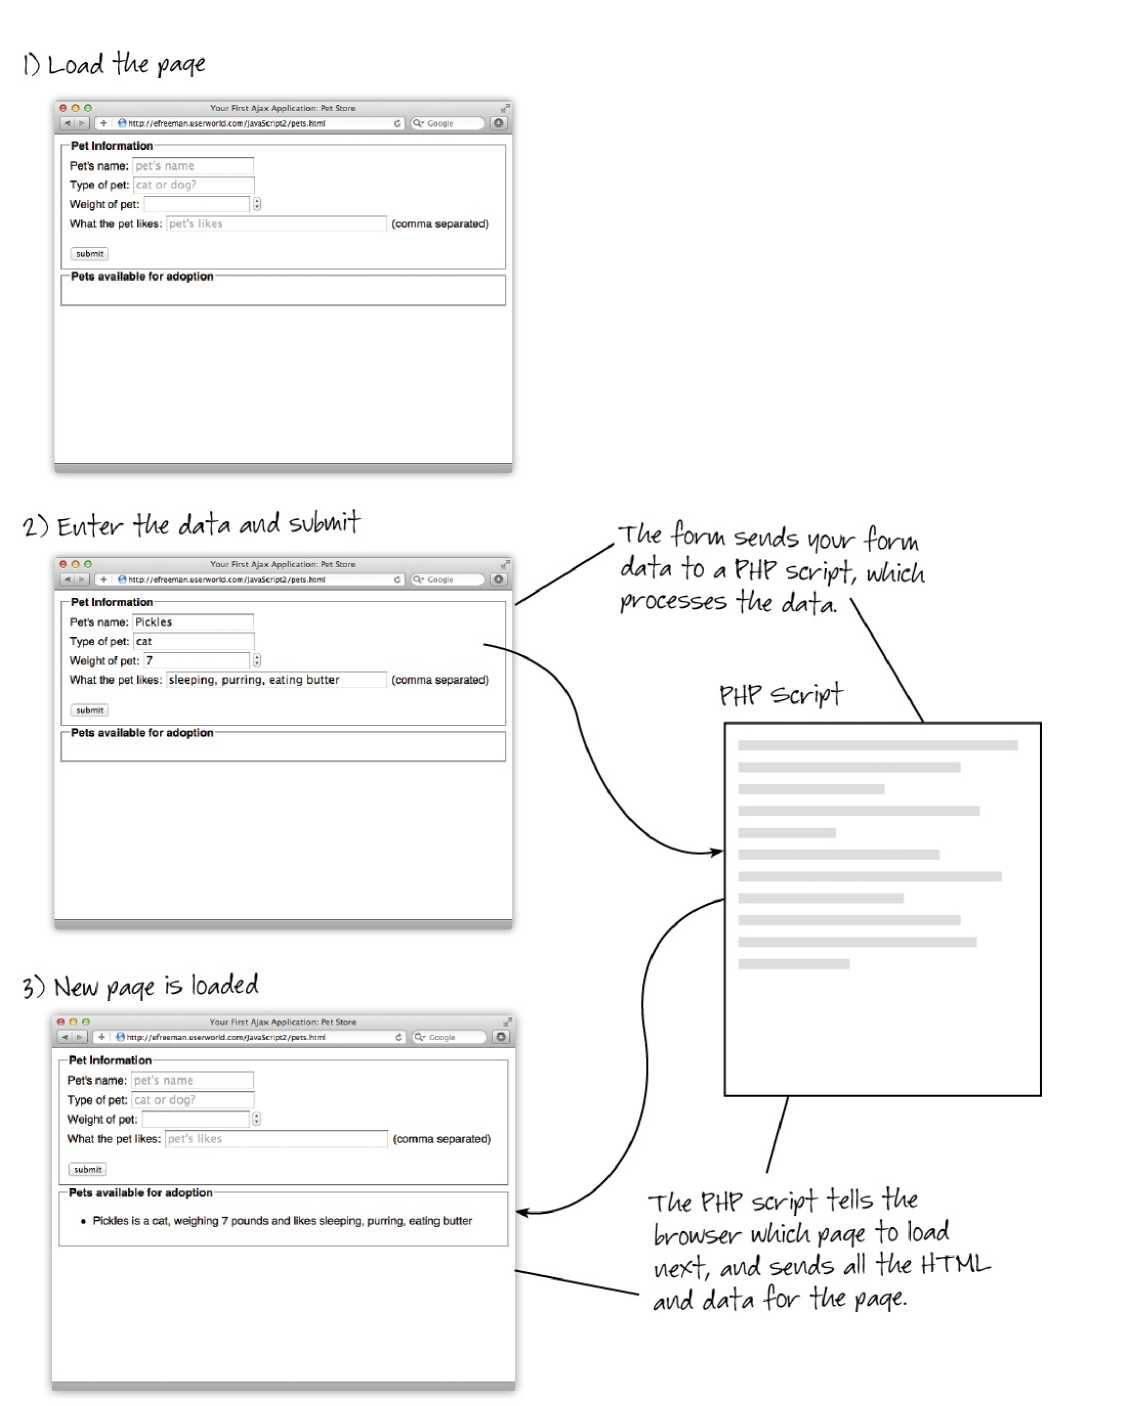 1) Load the page
Your First Ajax Application: Pet Store
http://efreeman.userworld.com/JavaScript2/pets.html
Google
Pet Information
Pet's name: pet's name
Type of pet: cat or dog?
Weight of pet:
What the pet likes: pet's likes (comma separated)
submit
Pets available for adoption
2) Enter the data and submit
The form sends your form
data to a PHP script, which
processes the data.
Your First Ajax Application: Pet Store
http://efreeman.userworld.com/JavaScript2/pets.html
Google
Pet Information
Pet's name: Pickles
Type of pet: cat
Weight of pet: 7
What the pet likes: sleeping, purring, eating butter (comma separated)
submit
Pets available for adoption
PHP Script
3) New page is loaded
Your First Ajax Application: Pet Store
http://efreeman.userworld.com/JavaScript2/pets.html
Google
Pet Information
Pet's name: pet's name
Type of pet: cat or dog?
Weight of pet:
What the pet likes: pet's likes (comma separated)
submit
Pets available for adoption
• Pickles is a cat, weighing 7 pounds and likes sleeping, purring, eating butter
The PHP script tells the
browser which page to load
next, and sends all the HTML
and data for the page.